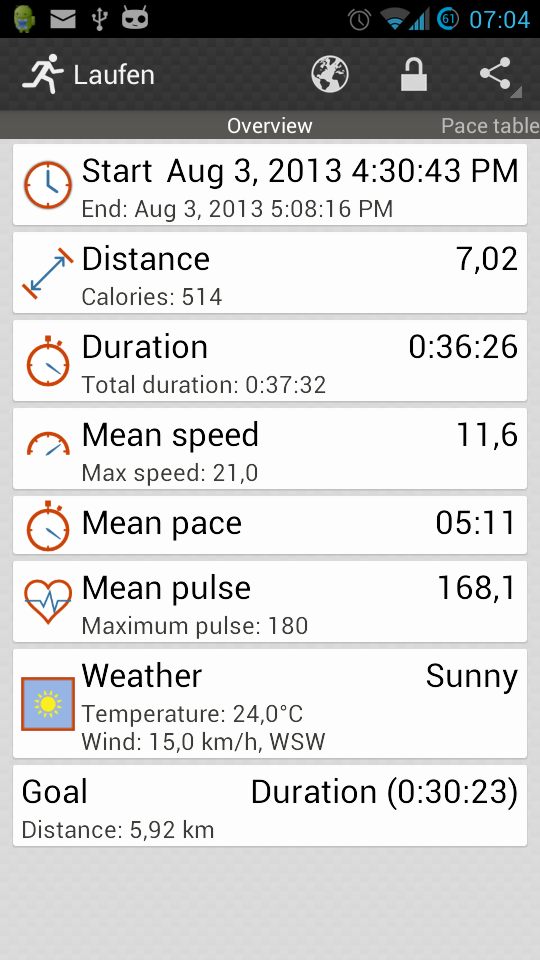 61 07:04
Laufen
Overview Pace table
Start Aug 3, 2013 4:30:43 PM
End: Aug 3, 2013 5:08:16 PM
Distance 7,02
Calories: 514
Duration 0:36:26
Total duration: 0:37:32
Mean speed 11,6
Max speed: 21,0
Mean pace 05:11
Mean pulse 168,1
Maximum pulse: 180
Weather Sunny
Temperature: 24,0°C
Wind: 15,0 km/h, WSW
Goal Duration (0:30:23)
Distance: 5,92 km